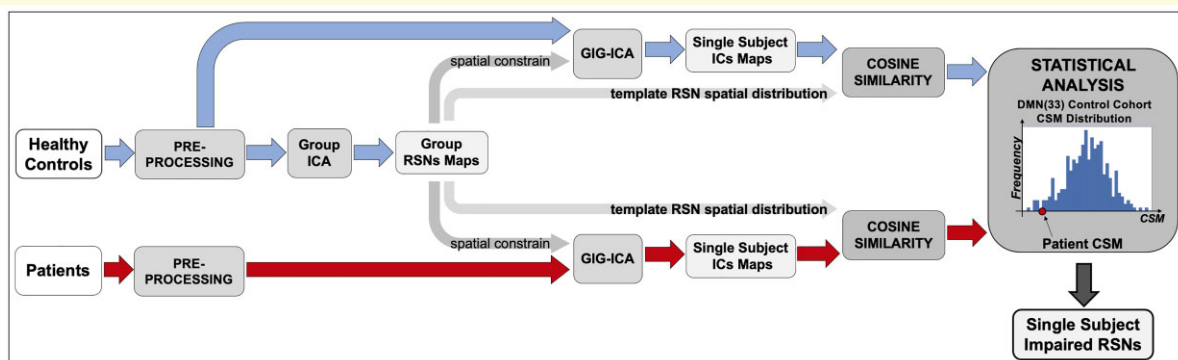 Healthy
Controls
PRE-
PROCESSING
Group
ICA
Group
RSNs Maps
spatial constrain
GIG-ICA
Single Subject
ICs Maps
template RSN spatial distribution
COSINE
SIMILARITY
Patients
PRE-
PROCESSING
spatial constrain
GIG-ICA
Single Subject
ICs Maps
template RSN spatial distribution
COSINE
SIMILARITY
STATISTICAL
ANALYSIS
DMN(33) Control Cohort
CSM Distribution
Frequency
CSM
Patient CSM
Single Subject
Impaired RSNs